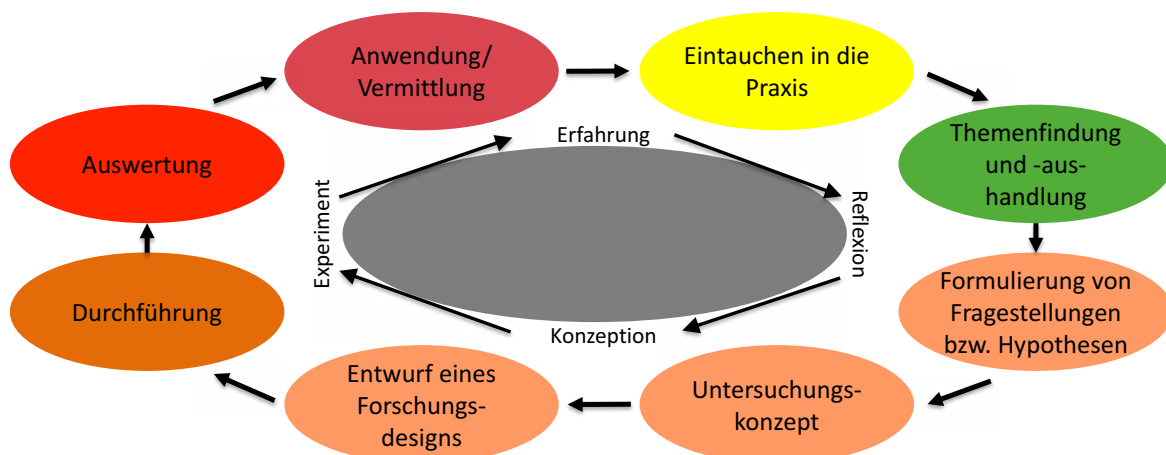 Anwendung/
Vermittlung
Eintauchen in die
Praxis
Themenfindung
und -aus-
handlung
Formulierung von
Fragestellungen
bzw. Hypothesen
Untersuchungs-
konzept
Entwurf eines
Forschungs-
designs
Durchführung
Auswertung
Erfahrung
Reflexion
Konzeption
Experiment